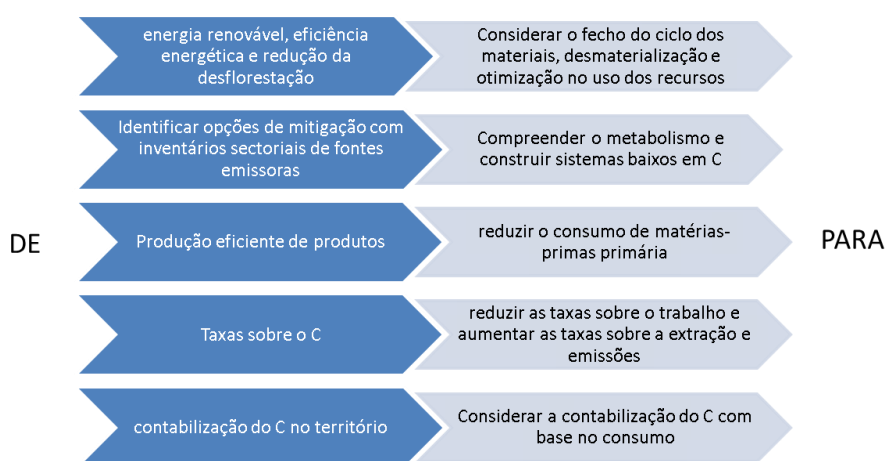 energia renovável, eficiência
energética e redução da
desflorestação
Considerar o fecho do ciclo dos
materiais, desmaterialização e
otimização no uso dos recursos
Identificar opções de mitigação com
inventários sectoriais de fontes
emissoras
Compreender o metabolismo e
construir sistemas baixos em C
DE
Produção eficiente de produtos
reduzir o consumo de matérias-
primas primária
PARA
Taxas sobre o C
reduzir as taxas sobre o trabalho e
aumentar as taxas sobre a extração e
emissões
contabilização do C no território
Considerar a contabilização do C com
base no consumo